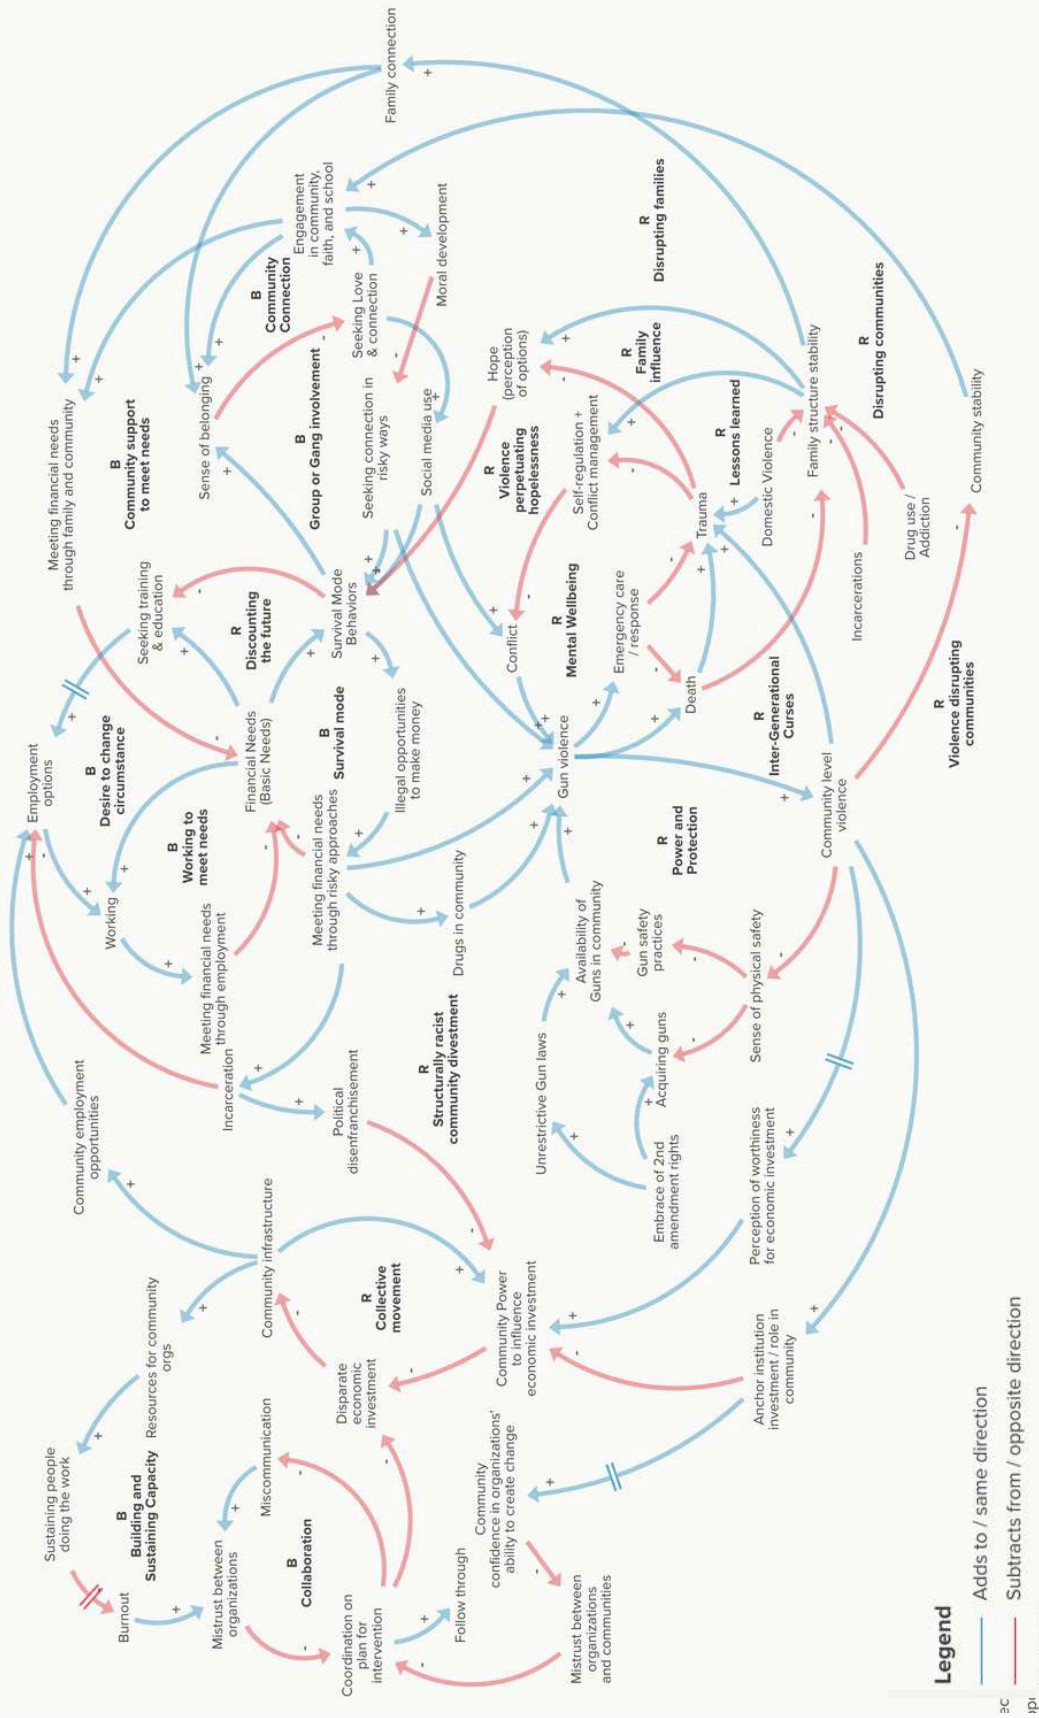 Sustaining people
doing the work
Burnout
B
Building and
Sustaining Capacity
Resources for community
orgs
Mistrust between
organizations
Miscommunication
B
Collaboration
Coordination on
plan for
intervention
Follow through
Community
confidence in organizations'
ability to create change
Mistrust between
organizations
and communities
Disparate
economic
investment
R
Collective
movement
Community infrastructure
Community Power
to influence
economic investment
Anchor institution
investment / role in
community
Community employment
opportunities
Incarceration
Political
disenfranchisement
R
Structurally racist
community divestment
Unrestrictive Gun laws
Embrace of 2nd
amendment rights
Acquiring guns
Perception of worthiness
for economic investment
Sense of physical safety
Gun safety
practices
Availability of
Guns in community
R
Power and
Protection
Employment
options
Working
B
Desire to change
circumstance
B
Working to
meet needs
Meeting financial needs
through employment
Financial Needs
(Basic Needs)
Meeting financial needs
through risky approaches
B
Survival mode
Illegal opportunities
to make money
Drugs in community
Gun violence
Community level
violence
R
Inter-Generational
Curses
R
Violence disrupting
communities
Meeting financial needs
through family and community
Seeking training
& education
R
Discounting
the future
Survival Mode
Behaviors
B
Community support
to meet needs
Sense of belonging
B
Group or Gang involvement
B
Community
Connection
Seeking Love
& connection
Seeking connection in
risky ways
Social media use
Engagement
in community,
faith, and school
Moral development
Family connection
Conflict
R
Violence
perpetuating
hopelessness
Hope
(perception
of options)
R
Mental Wellbeing
Self-regulation +
Conflict management
Emergency care
/ response
Death
Trauma
R
Family
influence
R
Lessons learned
Domestic Violence
R
Disrupting families
Family structure stability
Incarcerations
Drug use /
Addiction
R
Disrupting communities
Community stability
Legend
Adds to / same direction
Subtracts from / opposite direction